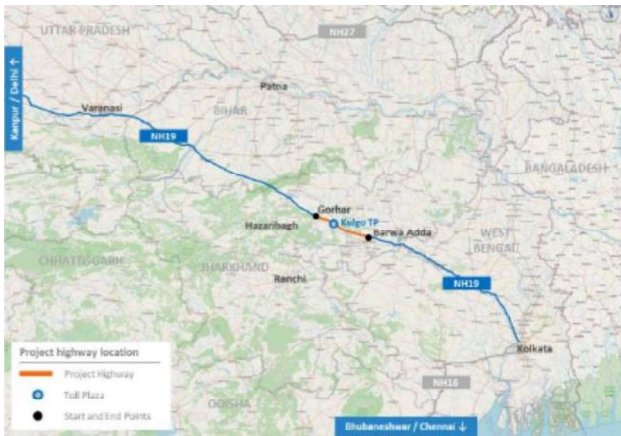 UTTAR PRADESH
NH27
Kanpur / Delhi ↑
Patna
Varanasi
BIHAR
NH19
BANGALADESH
Gorhar
Kulgo TP
Hazaribagh
Barwa Adda
WEST
BENGAL
CHHATTISGARH
JHARKHAND
Ranchi
NH19
Project highway location
Kolkata
Project Highway
Toll Plaza
NH16
Start and End Points
ODISHA
Bhubaneshwar / Chennai ↓